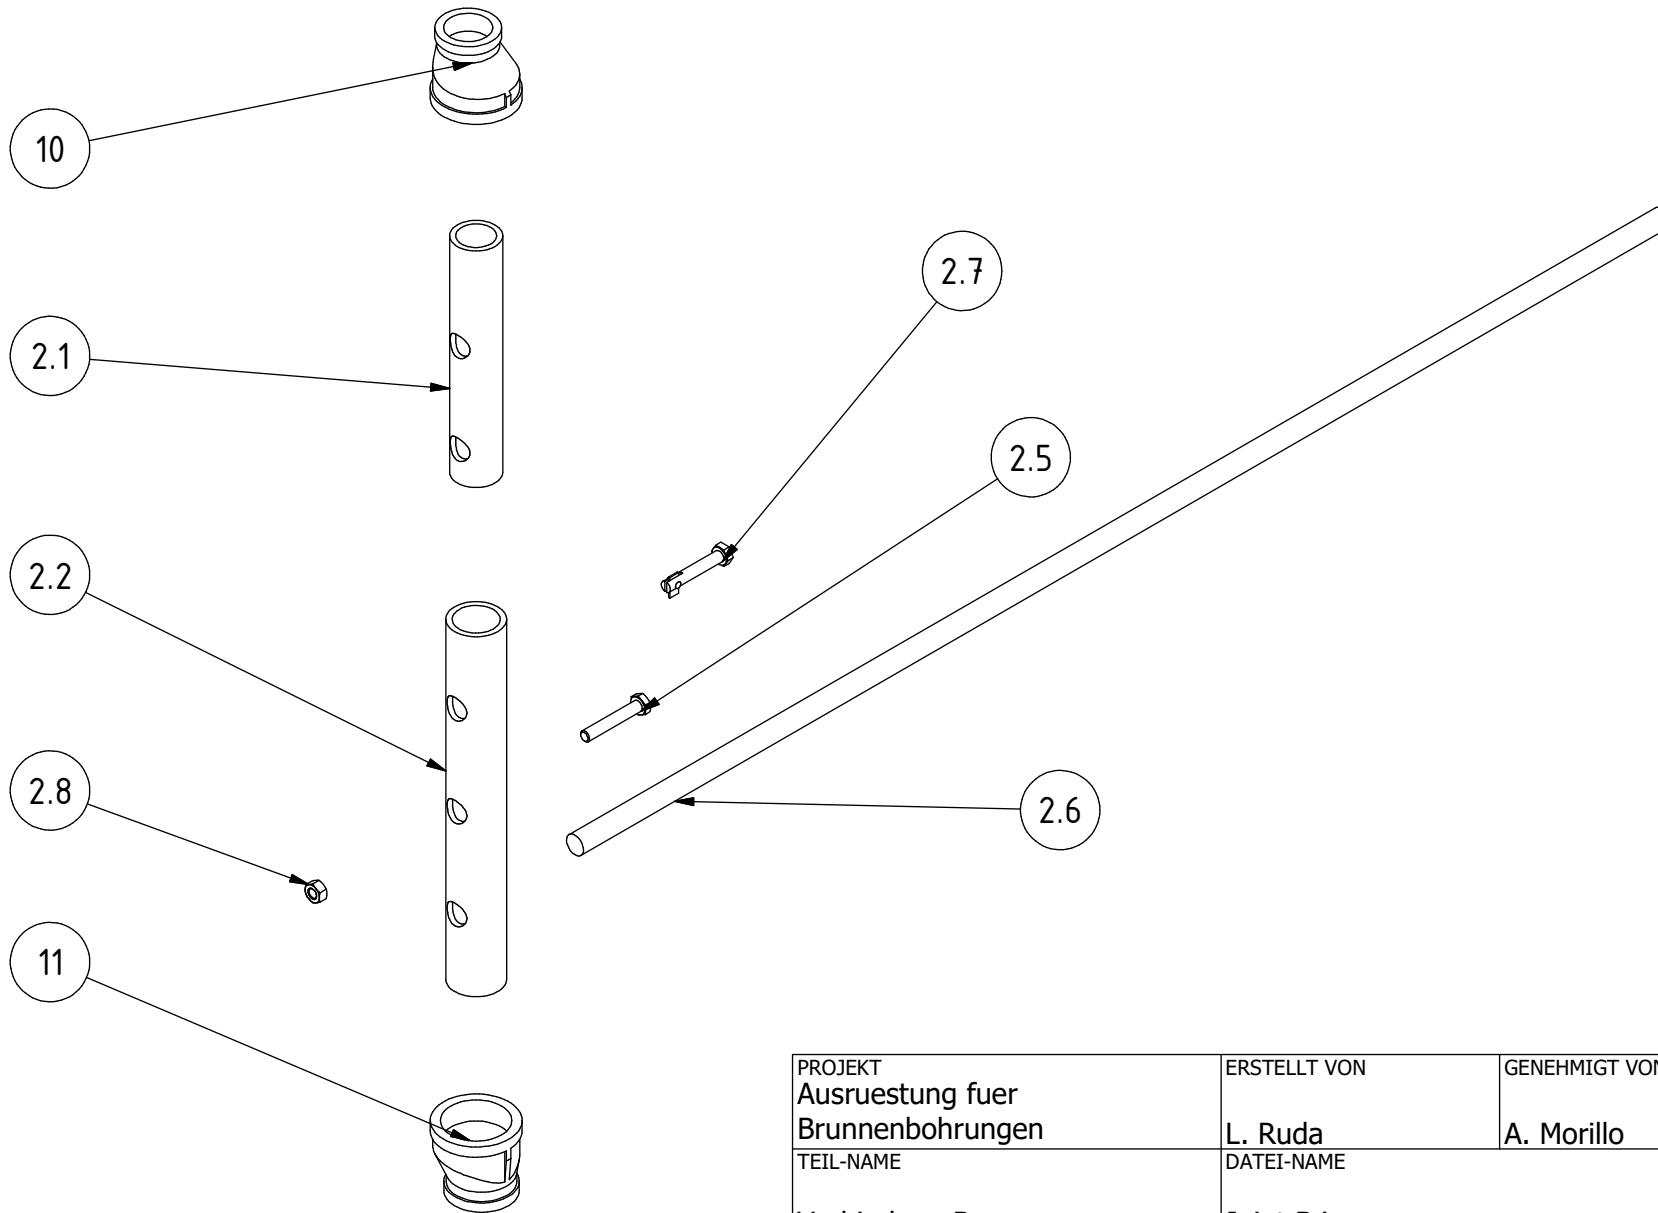 10
2.1
2.7
2.5
2.2
2.8
2.6
11
PROJEKT
Ausruestung fuer
Brunnenbohrungen
ERSTELLT VON
L. Ruda
GENEHMIGT VON
A. Morillo
TEIL-NAME
DATEI-NAME